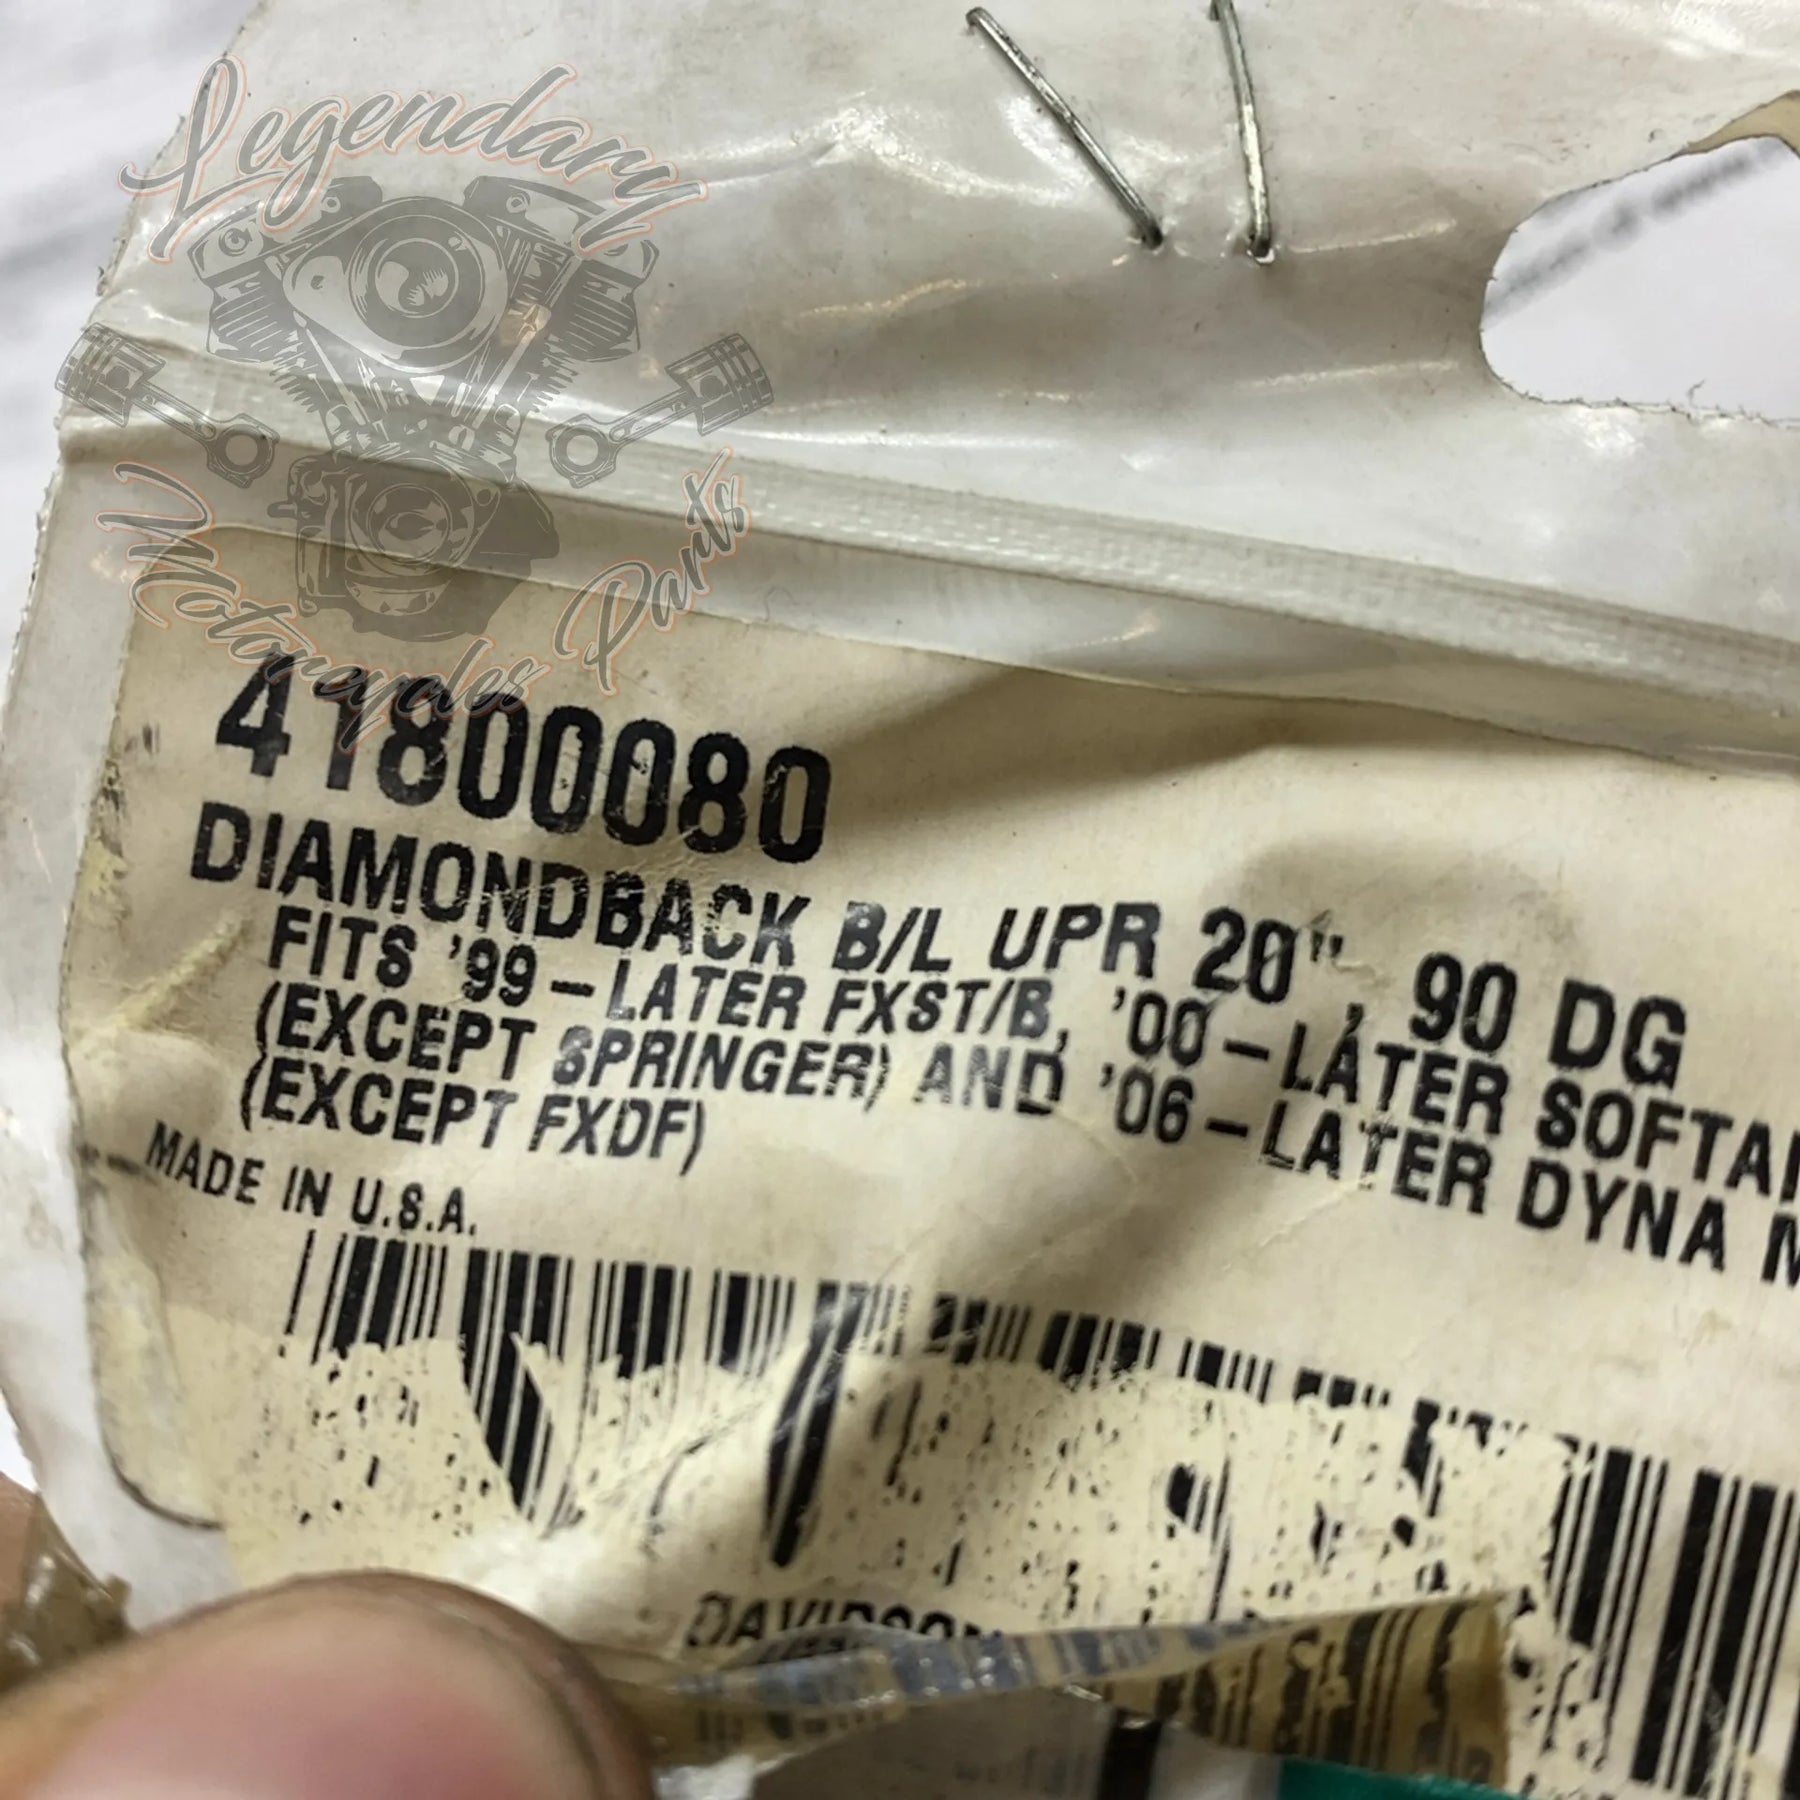 Legendary
Motorcycles Parts
41800080
DIAMONDBACK B/L UPR 20", 90 DG
FITS '99-LATER FXST/B, '00-LATER SOFTAI
(EXCEPT SPRINGER) AND '06-LATER DYNA M
(EXCEPT FXDF)
MADE IN U.S.A.
DAVIDSON